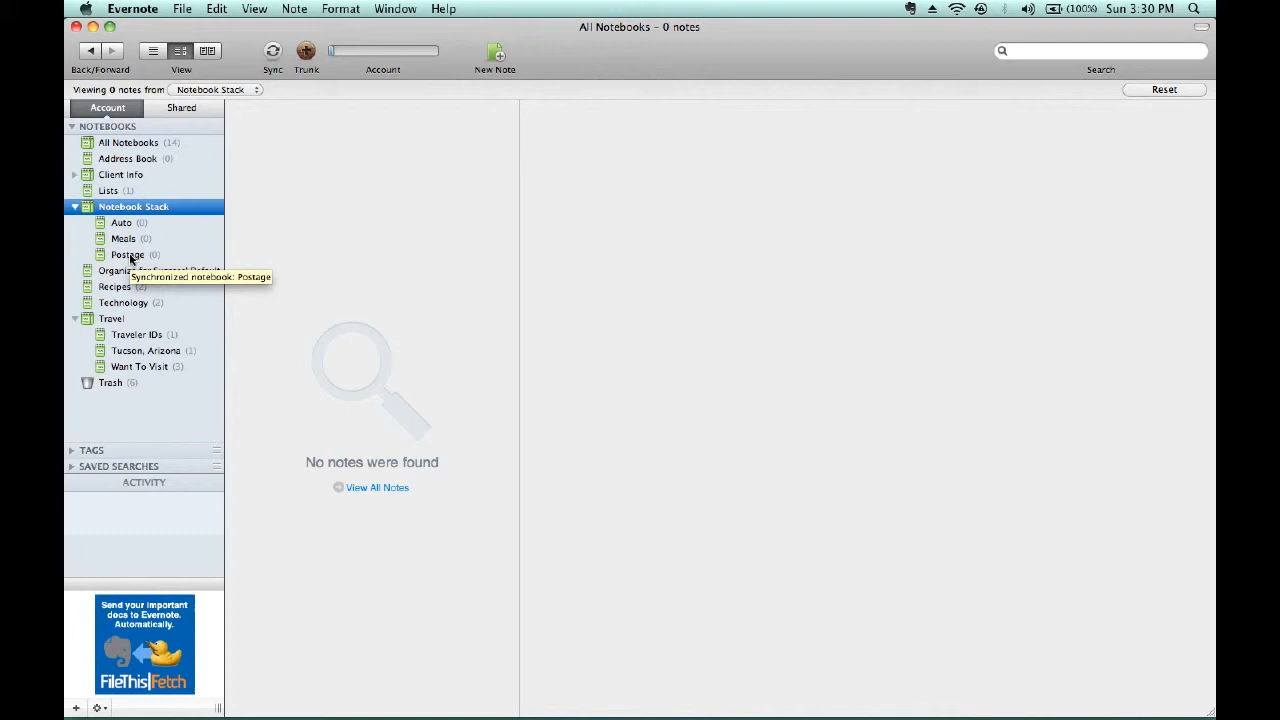 Evernote File Edit View Note Format Window Help (100%) Sun 3:30 PM
All Notebooks – 0 notes
Back/Forward View Sync Trunk Account New Note Search
Viewing 0 notes from Notebook Stack Reset
Account Shared
NOTEBOOKS
All Notebooks (14)
Address Book (0)
Client Info
Lists (1)
Notebook Stack
Auto (0)
Meals (0)
Postage (0)
Synchronized notebook: Postage
Recipes (2)
Technology (2)
Travel
Traveler IDs (1)
Tucson, Arizona (1)
Want To Visit (3)
Trash (6)
No notes were found
View All Notes
TAGS
SAVED SEARCHES
ACTIVITY
Send your important
docs to Evernote.
Automatically.
FileThis|Fetch